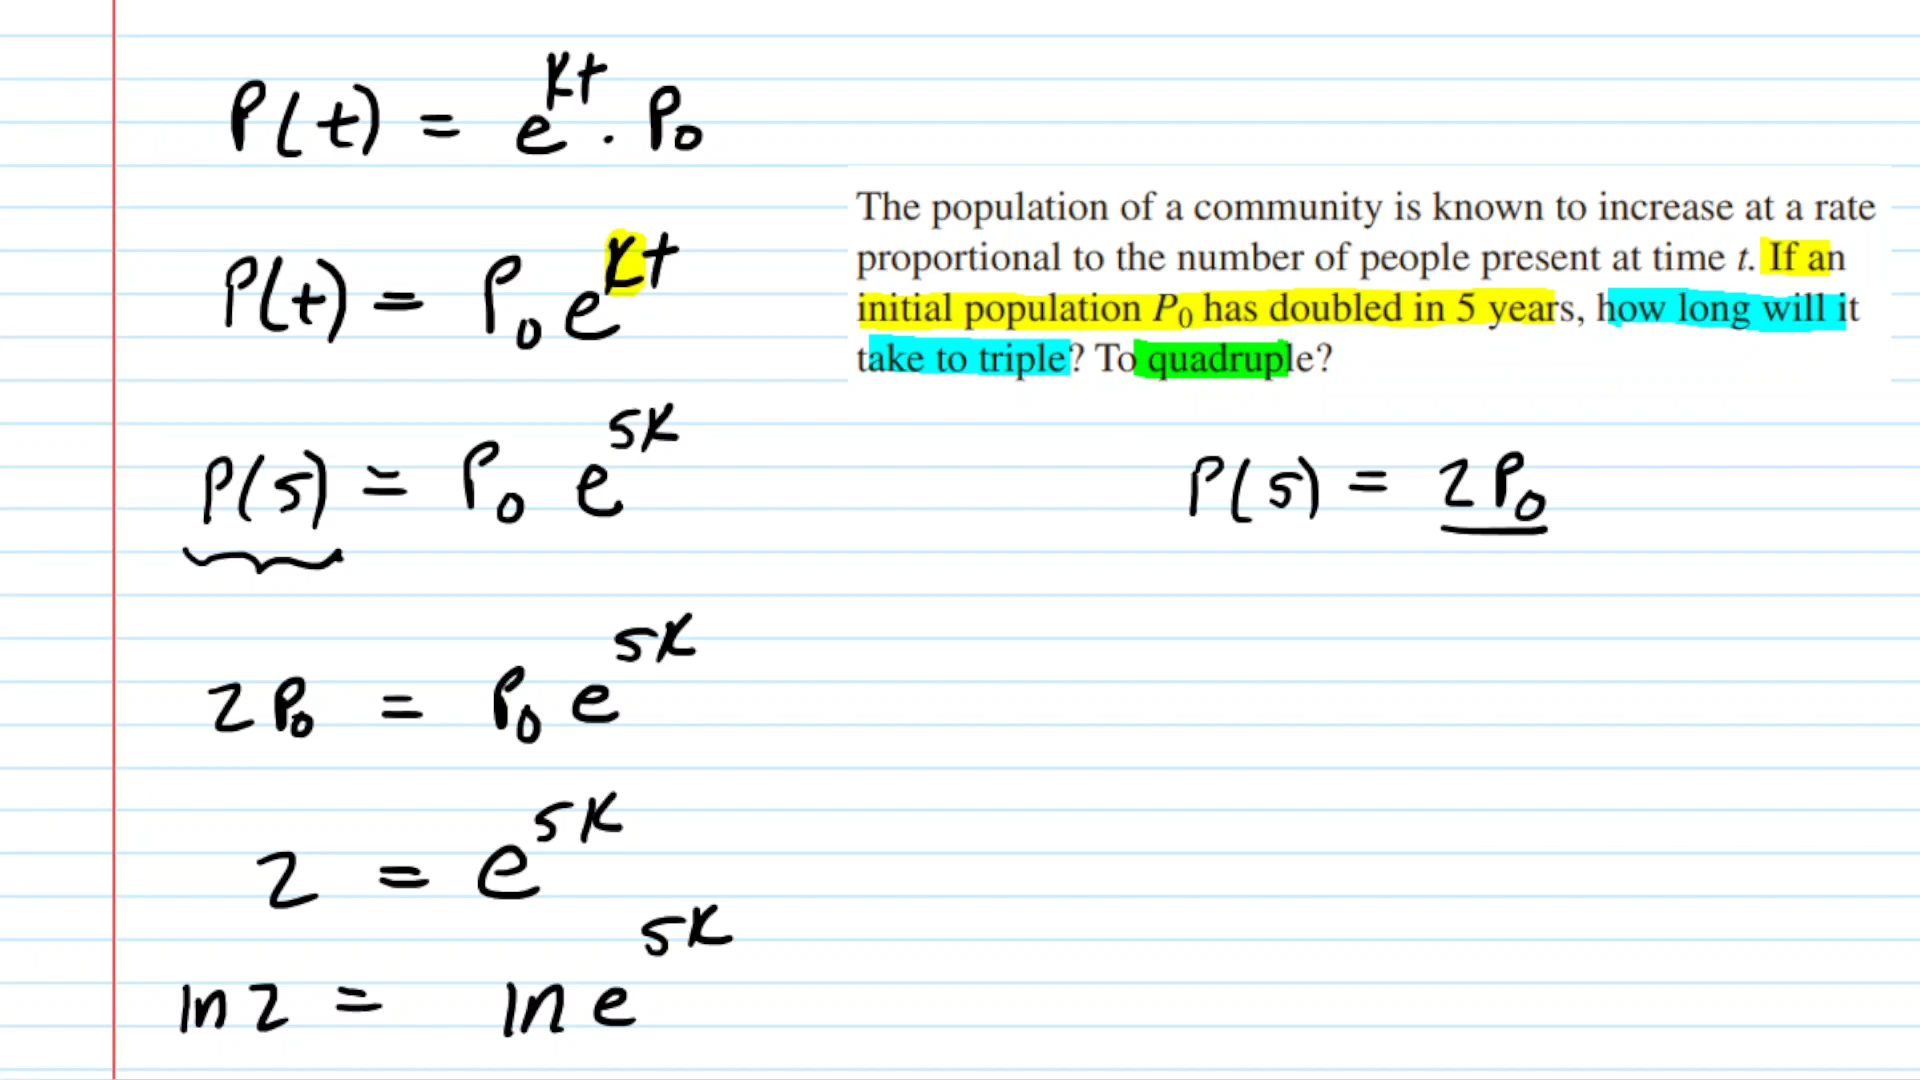 P(t) = e^{kt} · P₀
The population of a community is known to increase at a rate
proportional to the number of people present at time t. If an
initial population P₀ has doubled in 5 years, how long will it
take to triple? To quadruple?
P(t) = P₀ e^{kt}
P(5) = P₀ e^{5k}
P(5) = 2P₀
2P₀ = P₀ e^{5k}
2 = e^{5k}
ln 2 = ln e^{5k}